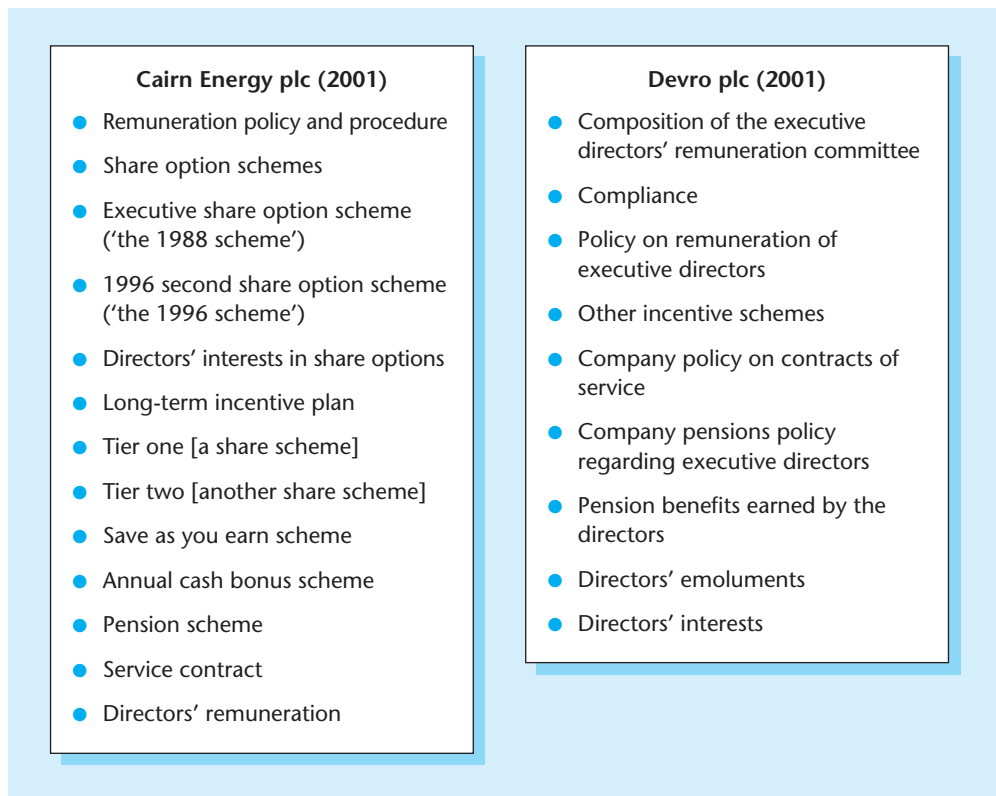 Cairn Energy plc (2001)
● Remuneration policy and procedure
● Share option schemes
● Executive share option scheme
(‘the 1988 scheme’)
● 1996 second share option scheme
(‘the 1996 scheme’)
● Directors’ interests in share options
● Long-term incentive plan
● Tier one [a share scheme]
● Tier two [another share scheme]
● Save as you earn scheme
● Annual cash bonus scheme
● Pension scheme
● Service contract
● Directors’ remuneration
Devro plc (2001)
● Composition of the executive
directors’ remuneration committee
● Compliance
● Policy on remuneration of
executive directors
● Other incentive schemes
● Company policy on contracts of
service
● Company pensions policy
regarding executive directors
● Pension benefits earned by the
directors
● Directors’ emoluments
● Directors’ interests